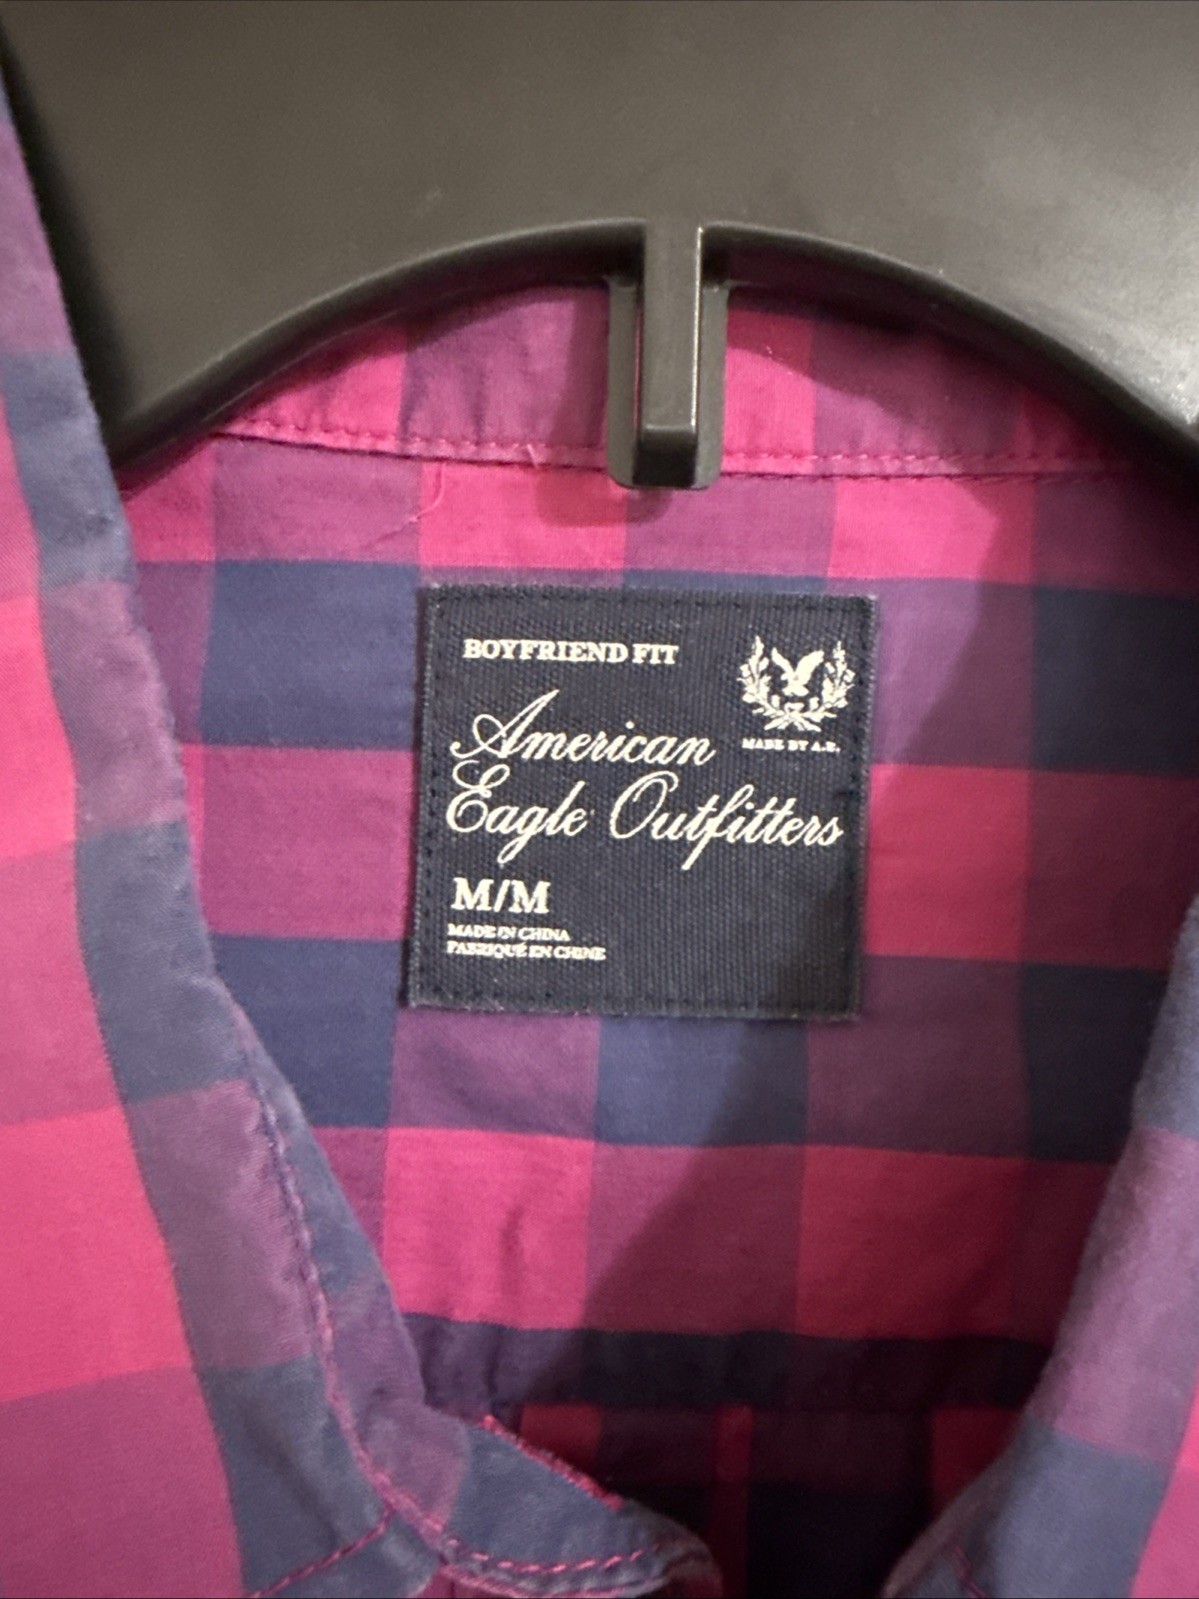 BOYFRIEND FIT
MADE BY A.E.
American
Eagle Outfitters
M/M
MADE IN CHINA
FABRIQUÉ EN CHINE